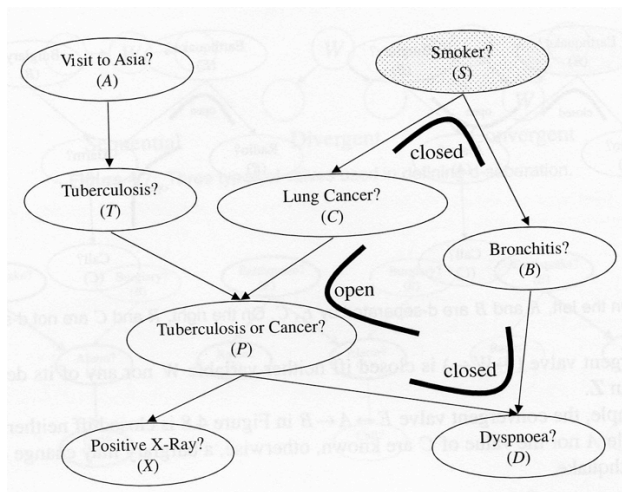 Visit to Asia?
(A)
Smoker?
(S)
closed
Tuberculosis?
(T)
Lung Cancer?
(C)
Bronchitis?
(B)
open
Tuberculosis or Cancer?
(P)
closed
Positive X-Ray?
(X)
Dyspnoea?
(D)